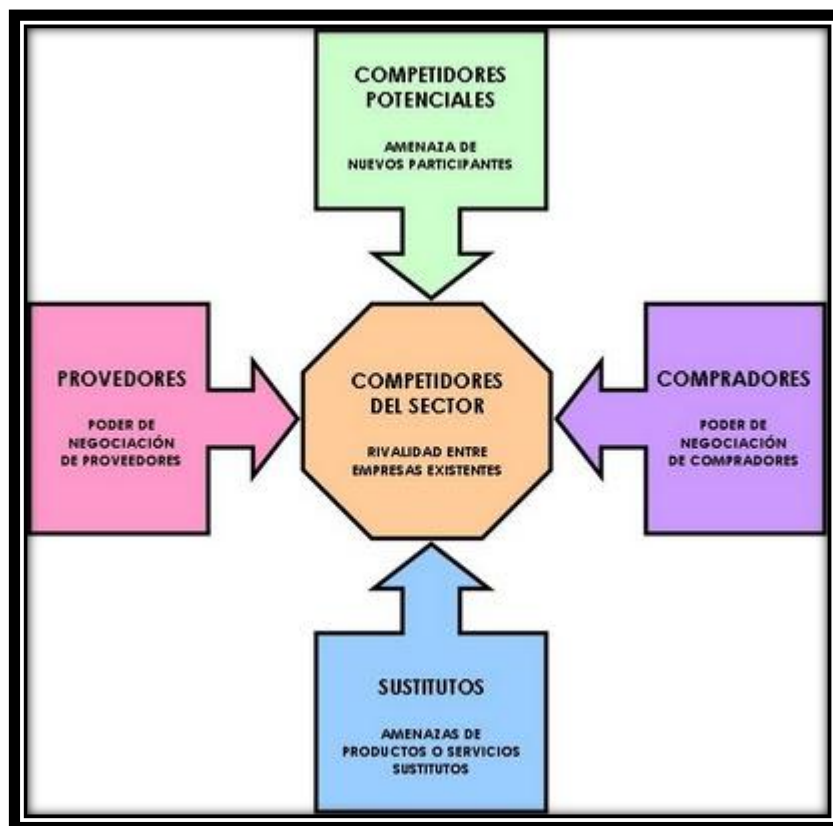 COMPETIDORES
POTENCIALES
AMENAZA DE
NUEVOS PARTICIPANTES
PROVEDORES
PODER DE
NEGOCIACIÓN
DE PROVEEDORES
COMPETIDORES
DEL SECTOR
RIVALIDAD ENTRE
EMPRESAS EXISTENTES
COMPRADORES
PODER DE
NEGOCIACIÓN
DE COMPRADORES
SUSTITUTOS
AMENAZAS DE
PRODUCTOS O SERVICIOS
SUSTITUTOS